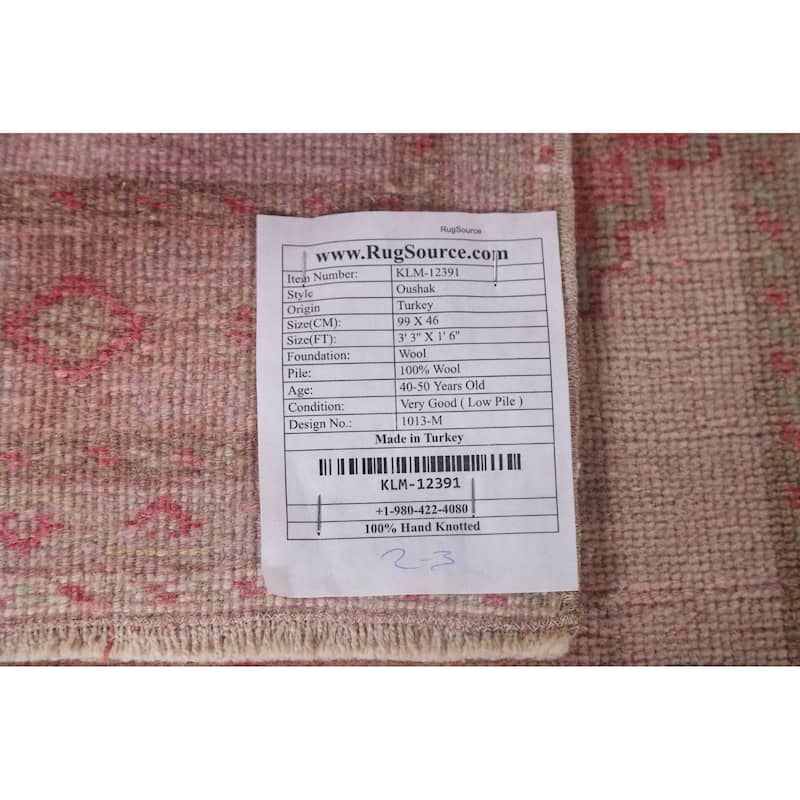 RugSource
www.RugSource.com
Item Number: KLM-12391
Style Oushak
Origin Turkey
Size(CM): 99 X 46
Size(FT): 3' 3" X 1' 6"
Foundation: Wool
Pile: 100% Wool
Age: 40-50 Years Old
Condition: Very Good ( Low Pile )
Design No.: 1013-M
Made in Turkey
KLM-12391
+1-980-422-4080
100% Hand Knotted
2-3